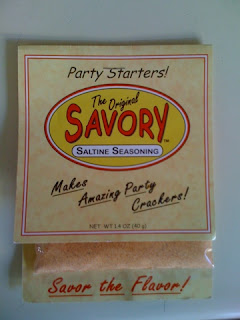 Party Starters!
The Original
SAVORY™
SALTINE SEASONING
Makes
Amazing Party
Crackers!
NET WT 1.4 OZ (40 g)
Savor the Flavor!